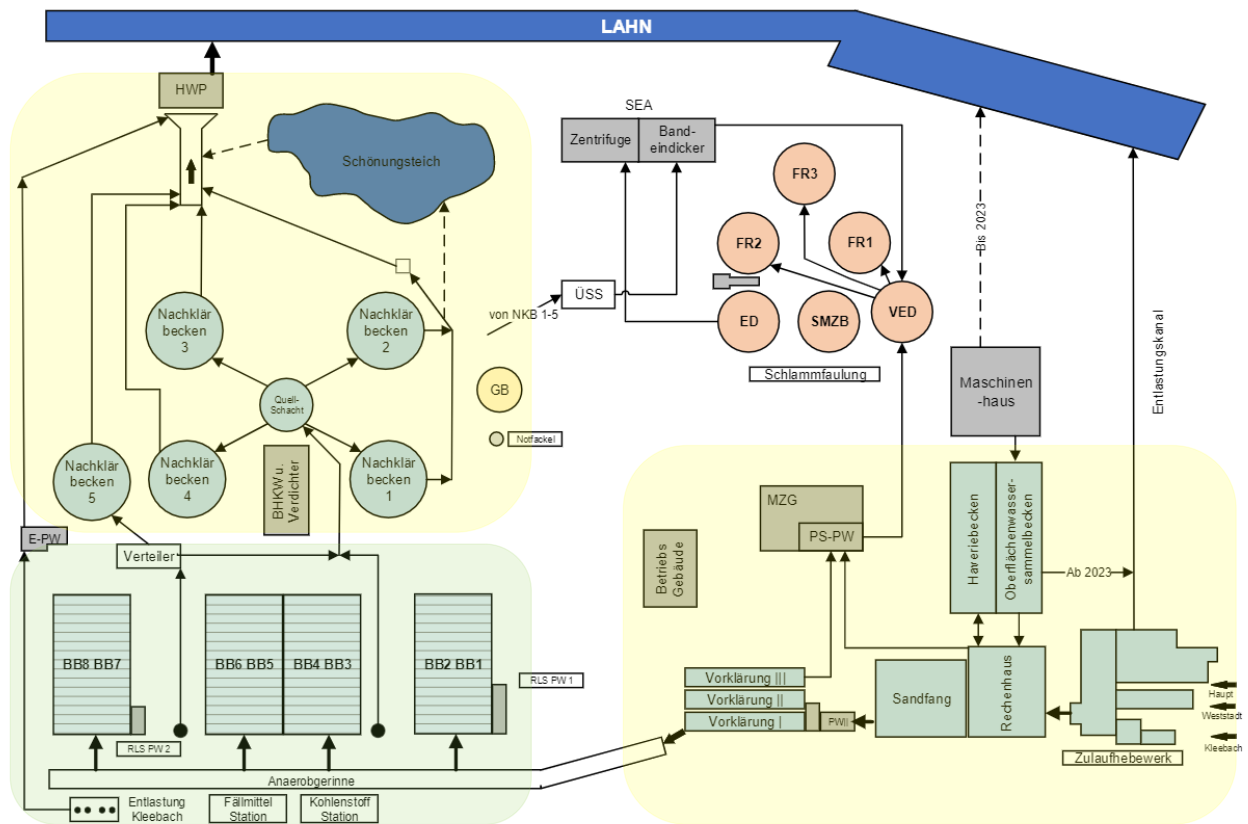 LAHN
HWP
Schönungsteich
SEA
Zentrifuge
Band-
eindicker
FR3
FR2
FR1
ÜSS
von NKB 1-5
ED
SMZB
VED
Schlammfaulung
Bis 2023
Entlastungskanal
Maschinen
-haus
Nachklär
becken
3
Nachklär
becken
2
Quell-
Schacht
GB
Notfackel
Nachklär
becken
5
Nachklär
becken
4
BHKW u.
Verdichter
Nachklär
becken
1
E-PW
Verteiler
BB8 BB7
BB6 BB5
BB4 BB3
BB2 BB1
RLS PW 1
RLS PW 2
Anaerobgerinne
Entlastung
Kleebach
Fällmittel
Station
Kohlenstoff
Station
MZG
PS-PW
Betriebs
Gebäude
Haveriebecken
Oberflächenwasser-
sammelbecken
Ab 2023
Vorklärung |||
Vorklärung ||
Vorklärung |
PW||
Sandfang
Rechenhaus
Haupt
Weststadt
Kleebach
Zulaufhebewerk